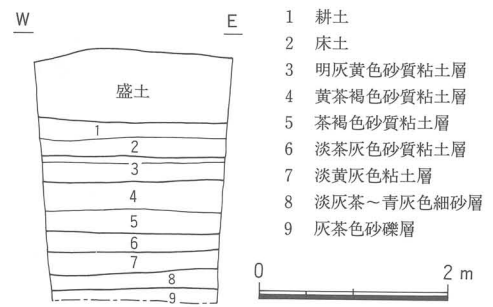 W
E
盛土
1
2
3
4
5
6
7
8
9
1 耕土
2 床土
3 明灰黄色砂質粘土層
4 黄茶褐色砂質粘土層
5 茶褐色砂質粘土層
6 淡茶灰色砂質粘土層
7 淡黄灰色粘土層
8 淡灰茶~青灰色細砂層
9 灰茶色砂礫層
0 2 m